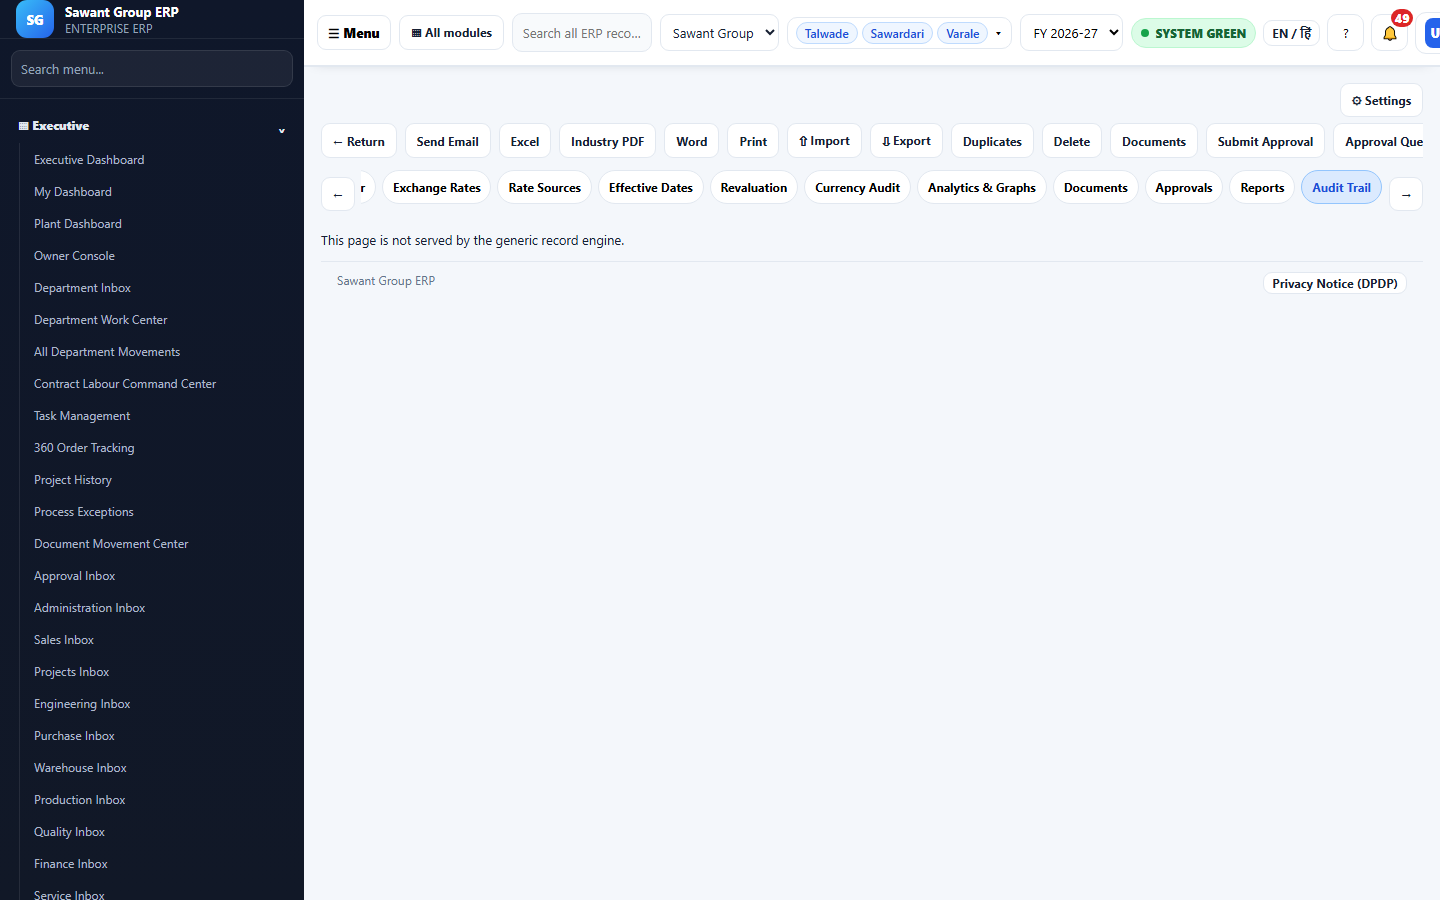 SG
Sawant Group ERP
ENTERPRISE ERP
Search menu...
Executive
Executive Dashboard
My Dashboard
Plant Dashboard
Owner Console
Department Inbox
Department Work Center
All Department Movements
Contract Labour Command Center
Task Management
360 Order Tracking
Project History
Process Exceptions
Document Movement Center
Approval Inbox
Administration Inbox
Sales Inbox
Projects Inbox
Engineering Inbox
Purchase Inbox
Warehouse Inbox
Production Inbox
Quality Inbox
Finance Inbox
Service Inbox
☰ Menu
All modules
Search all ERP reco...
Sawant Group
Talwade
Sawardari
Varale
FY 2026-27
SYSTEM GREEN
EN / हिं
?
49
U
⚙ Settings
← Return
Send Email
Excel
Industry PDF
Word
Print
⇧ Import
⇩ Export
Duplicates
Delete
Documents
Submit Approval
Approval Que
←
r
Exchange Rates
Rate Sources
Effective Dates
Revaluation
Currency Audit
Analytics & Graphs
Documents
Approvals
Reports
Audit Trail
→
This page is not served by the generic record engine.
Sawant Group ERP
Privacy Notice (DPDP)